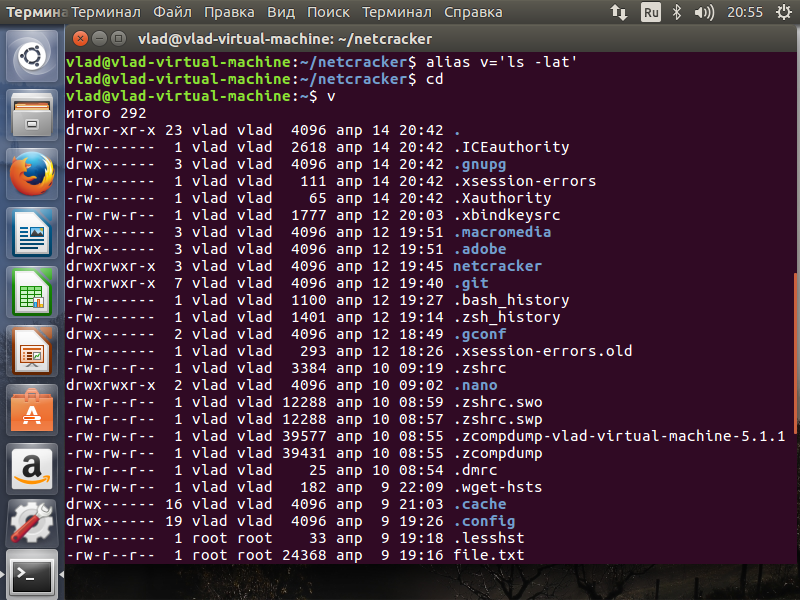 Термина Терминал Файл Правка Вид Поиск Терминал Справка Ru 20:55
vlad@vlad-virtual-machine: ~/netcracker
vlad@vlad-virtual-machine:~/netcracker$ alias v='ls -lat'
vlad@vlad-virtual-machine:~/netcracker$ cd
vlad@vlad-virtual-machine:~$ v
итого 292
drwxr-xr-x 23 vlad vlad  4096 апр 14 20:42 .
-rw-------  1 vlad vlad  2618 апр 14 20:42 .ICEauthority
drwx------  3 vlad vlad  4096 апр 14 20:42 .gnupg
-rw-------  1 vlad vlad   111 апр 14 20:42 .xsession-errors
-rw-------  1 vlad vlad    65 апр 14 20:42 .Xauthority
-rw-rw-r--  1 vlad vlad  1777 апр 12 20:03 .xbindkeysrc
drwx------  3 vlad vlad  4096 апр 12 19:51 .macromedia
drwx------  3 vlad vlad  4096 апр 12 19:51 .adobe
drwxrwxr-x  3 vlad vlad  4096 апр 12 19:45 netcracker
drwxrwxr-x  7 vlad vlad  4096 апр 12 19:40 .git
-rw-------  1 vlad vlad  1100 апр 12 19:27 .bash_history
-rw-------  1 vlad vlad  1401 апр 12 19:14 .zsh_history
drwx------  2 vlad vlad  4096 апр 12 18:49 .gconf
-rw-------  1 vlad vlad   293 апр 12 18:26 .xsession-errors.old
-rw-r--r--  1 vlad vlad  3384 апр 10 09:19 .zshrc
drwxrwxr-x  2 vlad vlad  4096 апр 10 09:02 .nano
-rw-r--r--  1 vlad vlad 12288 апр 10 08:59 .zshrc.swo
-rw-r--r--  1 vlad vlad 12288 апр 10 08:57 .zshrc.swp
-rw-rw-r--  1 vlad vlad 39577 апр 10 08:55 .zcompdump-vlad-virtual-machine-5.1.1
-rw-rw-r--  1 vlad vlad 39431 апр 10 08:55 .zcompdump
-rw-r--r--  1 vlad vlad    25 апр 10 08:54 .dmrc
-rw-rw-r--  1 vlad vlad   182 апр  9 22:09 .wget-hsts
drwx------ 16 vlad vlad  4096 апр  9 21:03 .cache
drwx------ 19 vlad vlad  4096 апр  9 19:26 .config
-rw-------  1 root root    33 апр  9 19:18 .lesshst
-rw-r--r--  1 root root 24368 апр  9 19:16 file.txt